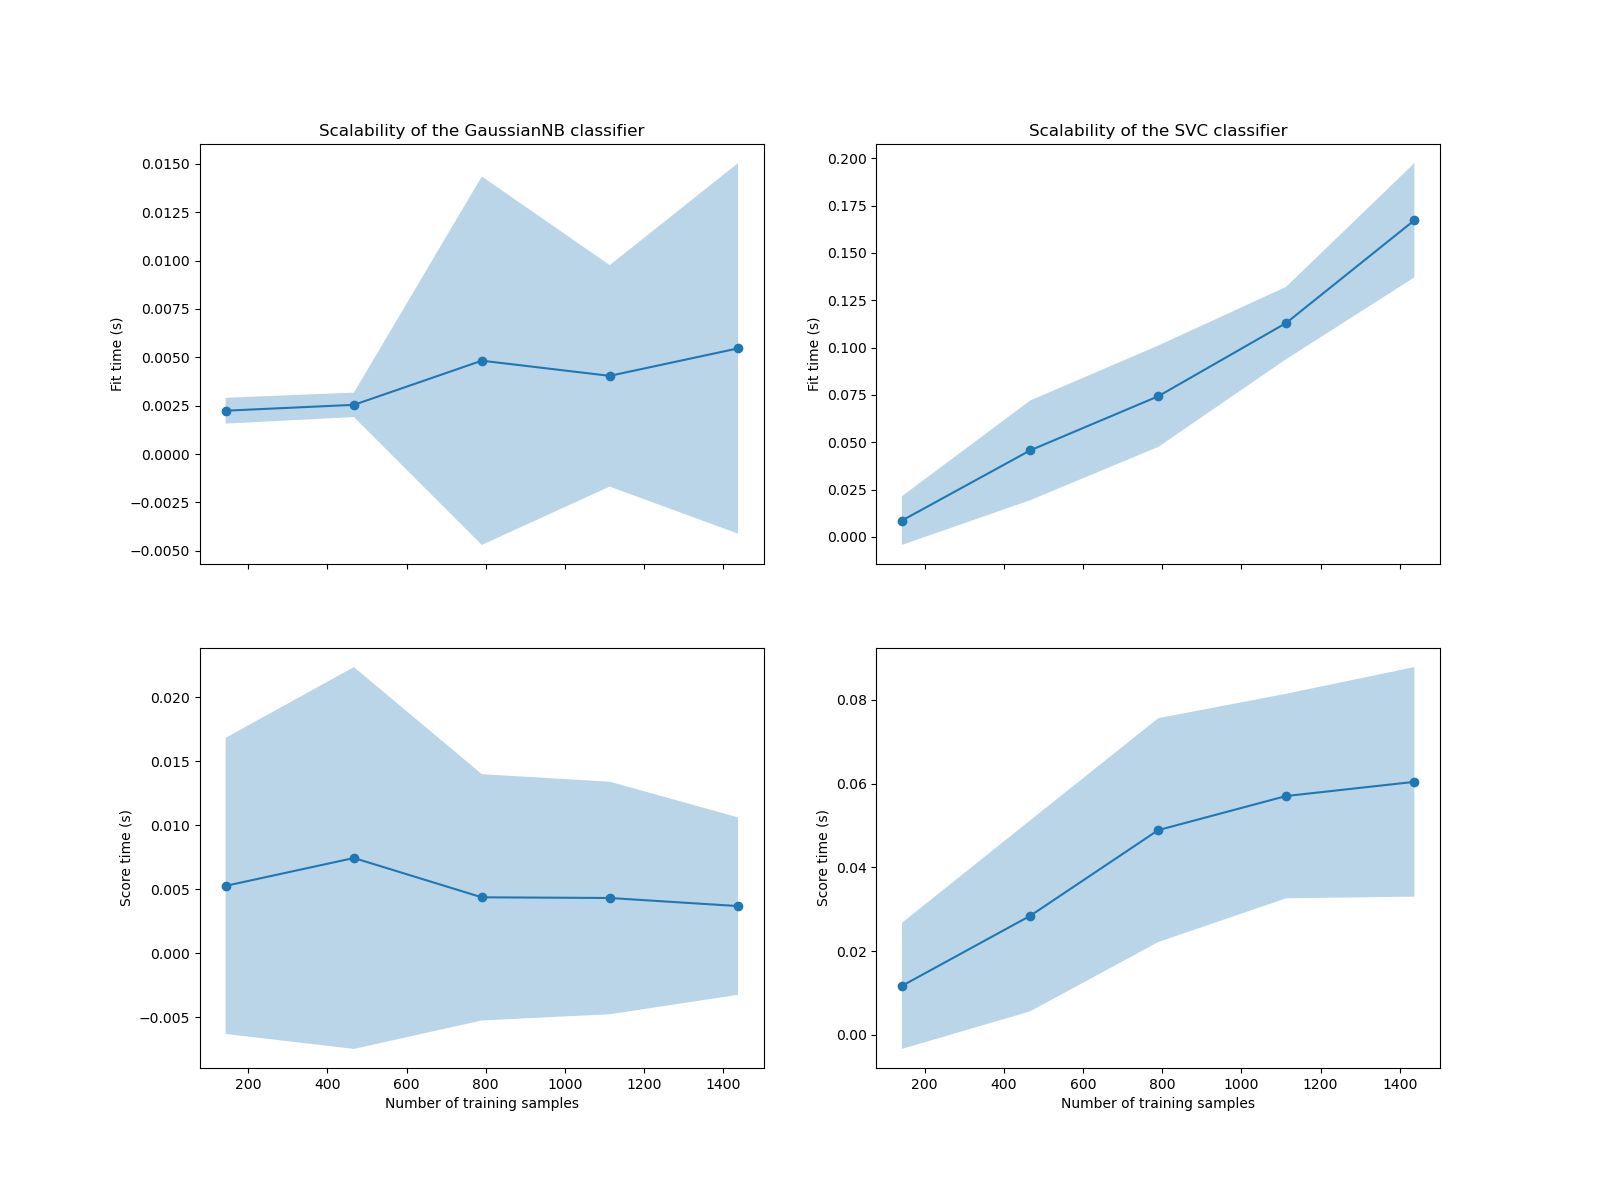 Scalability of the GaussianNB classifier
0.0150
0.0125
0.0100
0.0075
0.0050
0.0025
0.0000
−0.0025
−0.0050
Fit time (s)
Scalability of the SVC classifier
0.200
0.175
0.150
0.125
0.100
0.075
0.050
0.025
0.000
Fit time (s)
0.020
0.015
0.010
0.005
0.000
−0.005
Score time (s)
200 400 600 800 1000 1200 1400
Number of training samples
0.08
0.06
0.04
0.02
0.00
Score time (s)
200 400 600 800 1000 1200 1400
Number of training samples